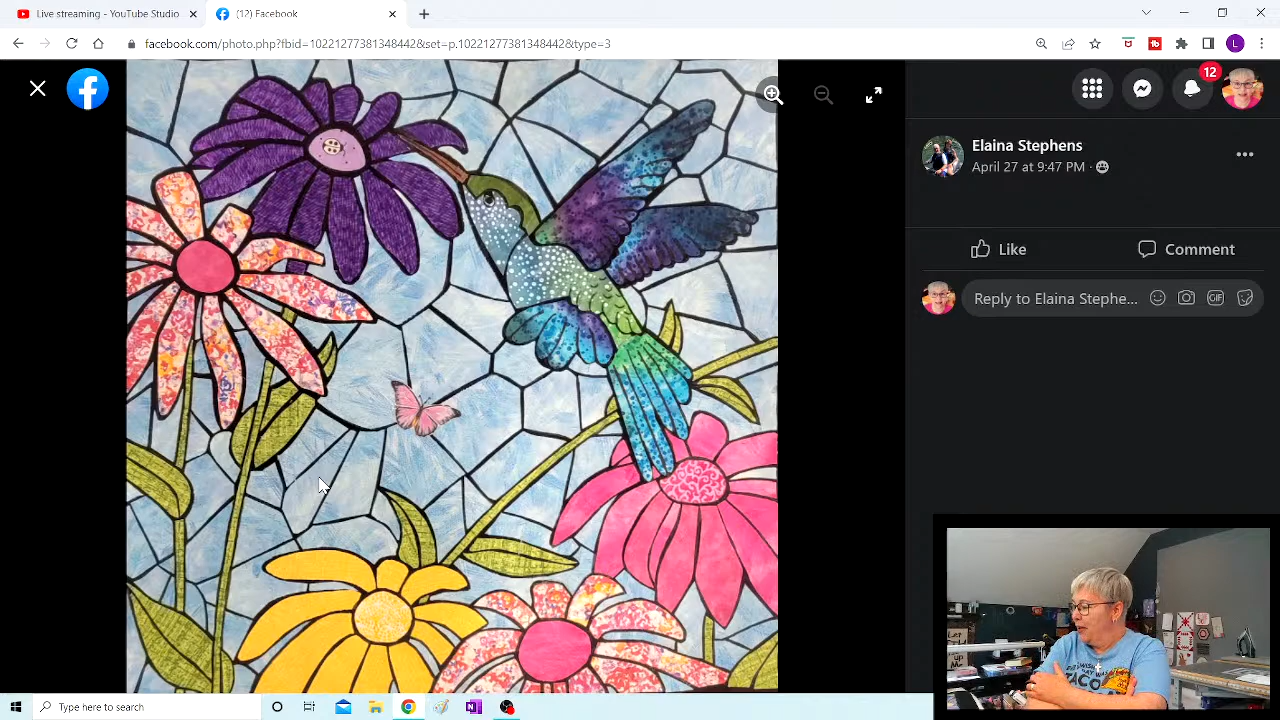 Live streaming - YouTube Studio
(12) Facebook
facebook.com/photo.php?fbid=10221277381348442&set=p.10221277381348442&type=3
L
12
Elaina Stephens
April 27 at 9:47 PM ·
Like
Comment
Reply to Elaina Stephe...
GIF
Type here to search